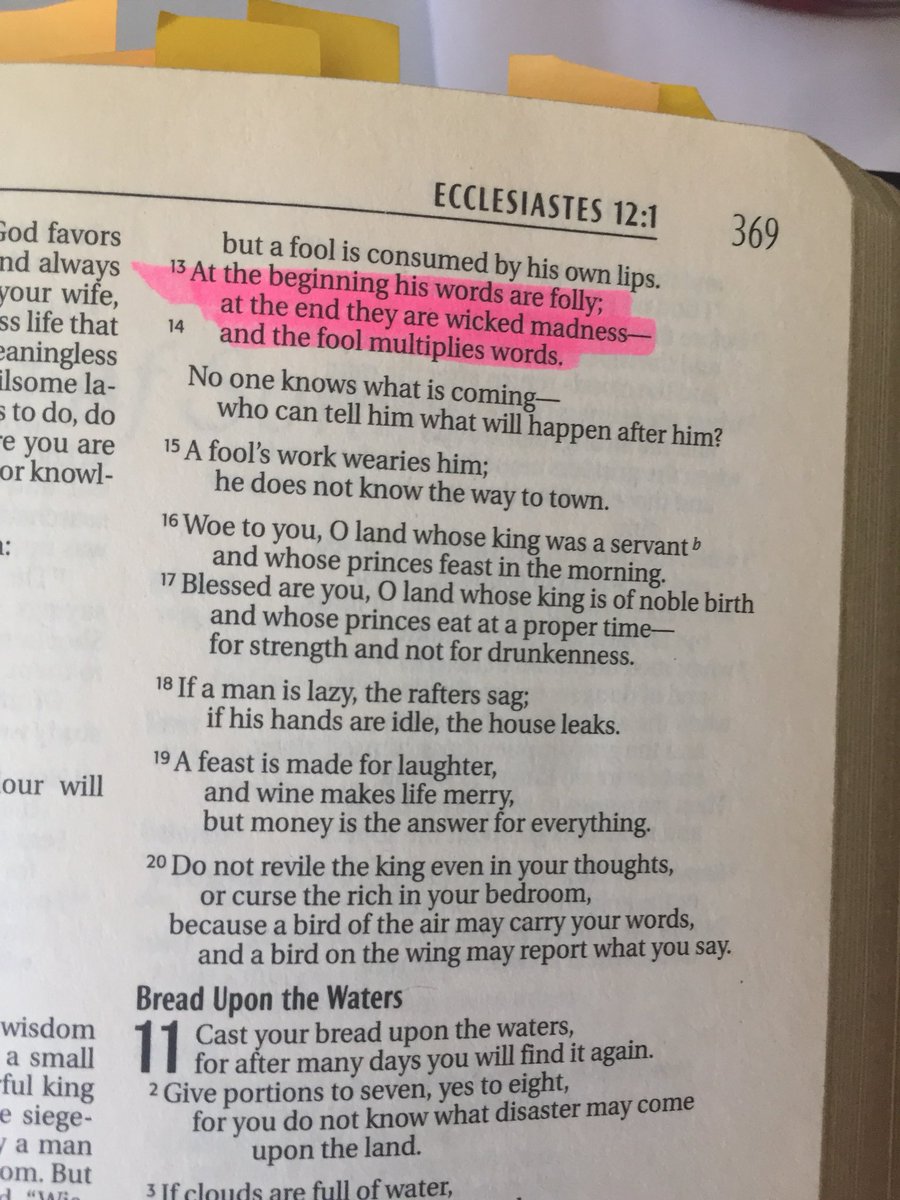 ECCLESIASTES 12:1
369
God favors
and always
your wife,
life that
to do, do
you are
or knowl-
our will
wisdom
a small
king
siege-
a man
But
but a fool is consumed by his own lips.
13 At the beginning his words are folly;
at the end they are wicked madness—
14 and the fool multiplies words.
No one knows what is coming—
who can tell him what will happen after him?
15 A fool's work wearies him;
he does not know the way to town.
16 Woe to you, O land whose king was a servant b
and whose princes feast in the morning.
17 Blessed are you, O land whose king is of noble birth
and whose princes eat at a proper time—
for strength and not for drunkenness.
18 If a man is lazy, the rafters sag;
if his hands are idle, the house leaks.
19 A feast is made for laughter,
and wine makes life merry,
but money is the answer for everything.
20 Do not revile the king even in your thoughts,
or curse the rich in your bedroom,
because a bird of the air may carry your words,
and a bird on the wing may report what you say.
Bread Upon the Waters
11 Cast your bread upon the waters,
for after many days you will find it again.
2 Give portions to seven, yes to eight,
for you do not know what disaster may come
upon the land.
3 If clouds are full of water,